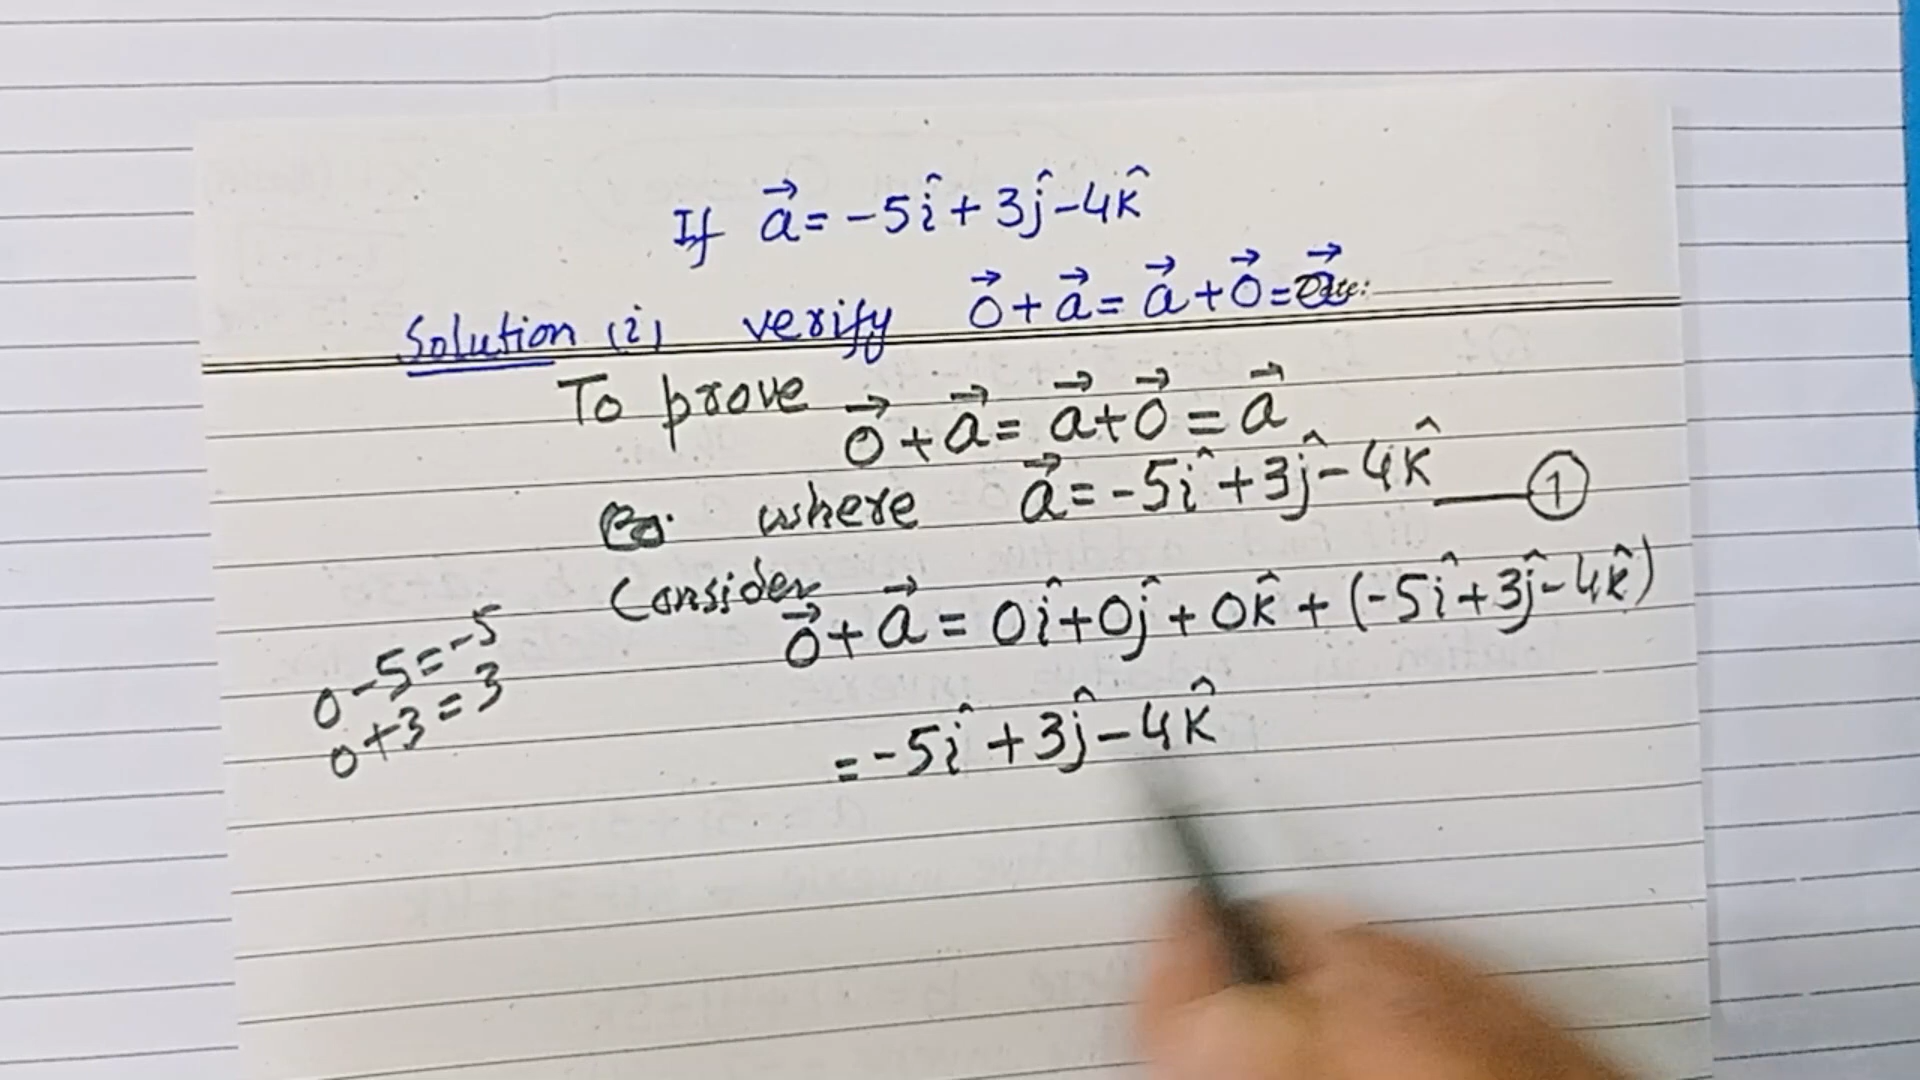 If a⃗ = -5î + 3ĵ - 4k̂
Solution (i) verify 0⃗ + a⃗ = a⃗ + 0⃗ = a⃗
Date:
To prove 0⃗ + a⃗ = a⃗ + 0⃗ = a⃗
where a⃗ = -5î + 3ĵ - 4k̂ — ①
Consider
0⃗ + a⃗ = 0î + 0ĵ + 0k̂ + (-5î + 3ĵ - 4k̂)
0 - 5 = -5
0 + 3 = 3
= -5î + 3ĵ - 4k̂